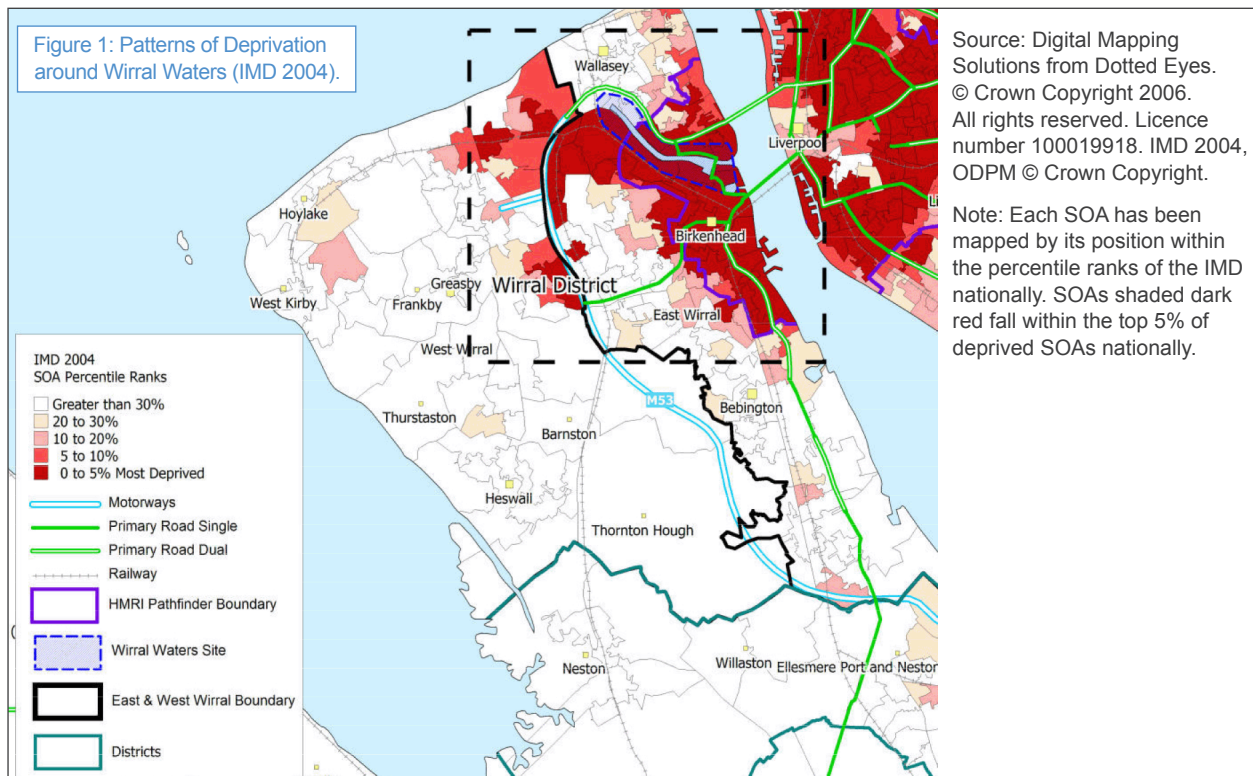 Figure 1: Patterns of Deprivation
around Wirral Waters (IMD 2004).
Source: Digital Mapping
Solutions from Dotted Eyes.
© Crown Copyright 2006.
All rights reserved. Licence
number 100019918. IMD 2004,
ODPM © Crown Copyright.
Note: Each SOA has been
mapped by its position within
the percentile ranks of the IMD
nationally. SOAs shaded dark
red fall within the top 5% of
deprived SOAs nationally.
Wallasey
Liverpool
Hoylake
Birkenhead
Greasby
Wirral District
West Kirby
Frankby
East Wirral
West Wirral
M53
Bebington
Thurstaston
Barnston
Heswall
Thornton Hough
Neston
Willaston
Ellesmere Port and Neston
IMD 2004
SOA Percentile Ranks
Greater than 30%
20 to 30%
10 to 20%
5 to 10%
0 to 5% Most Deprived
Motorways
Primary Road Single
Primary Road Dual
Railway
HMRI Pathfinder Boundary
Wirral Waters Site
East & West Wirral Boundary
Districts